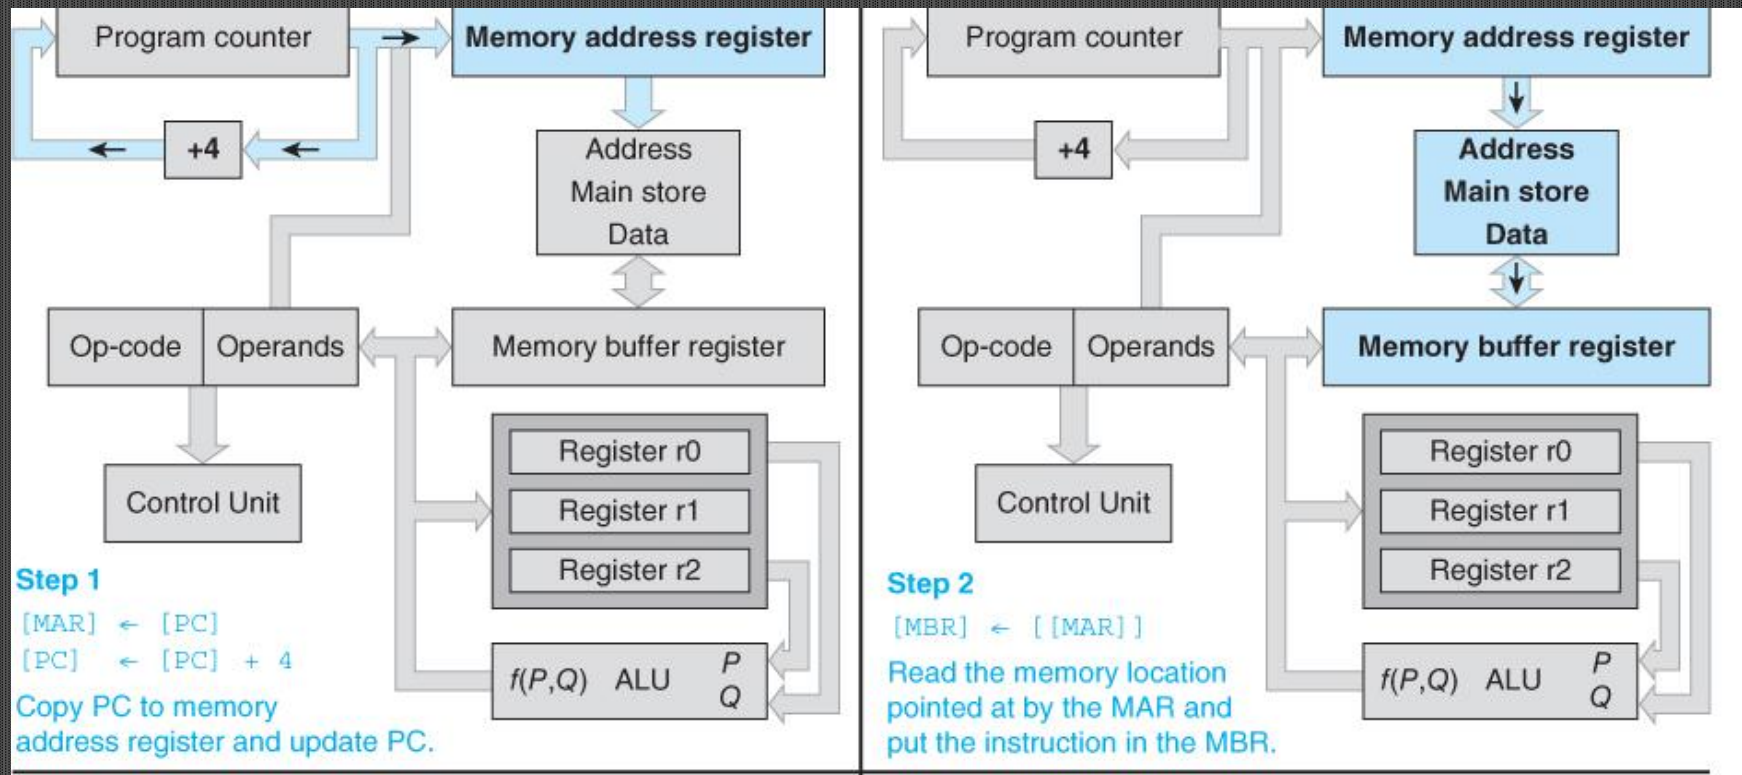 Program counter
Memory address register
+4
Address
Main store
Data
Op-code
Operands
Memory buffer register
Control Unit
Register r0
Register r1
Register r2
f(P,Q) ALU
P
Q
Step 1
[MAR] ← [PC]
[PC] ← [PC] + 4
Copy PC to memory
address register and update PC.
Program counter
Memory address register
+4
Address
Main store
Data
Op-code
Operands
Memory buffer register
Control Unit
Register r0
Register r1
Register r2
f(P,Q) ALU
P
Q
Step 2
[MBR] ← [[MAR]]
Read the memory location
pointed at by the MAR and
put the instruction in the MBR.